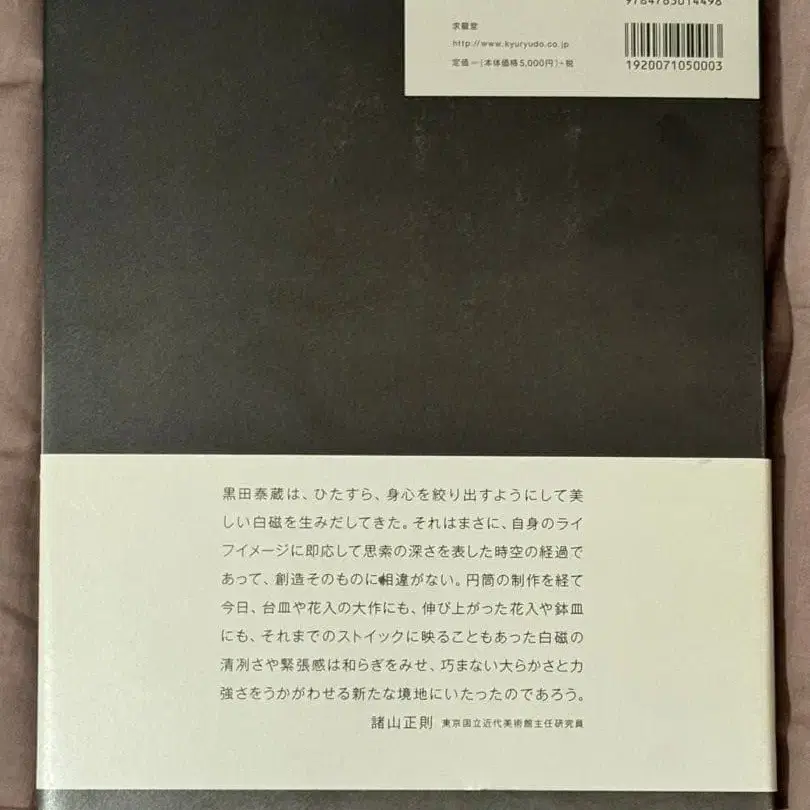 9784763014498
求龍堂
http://www.kyuryudo.co.jp
定価=[本体価格5,000円]+税
1920071050003
黒田泰蔵は、ひたすら、身心を絞り出すようにして美
しい白磁を生みだしてきた。それはまさに、自身のライ
フイメージに即応して思索の深さを表した時空の経過で
あって、創造そのものに相違がない。円筒の制作を経て
今日、台皿や花入の大作にも、伸び上がった花入や鉢皿
にも、それまでのストイックに映ることもあった白磁の
清冽さや緊張感は和らぎをみせ、巧まない大らかさと力
強さをうかがわせる新たな境地にいたったのであろう。
諸山正則 東京国立近代美術館主任研究員